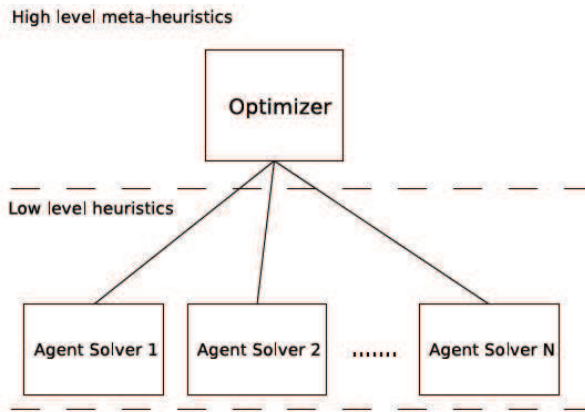 High level meta-heuristics
Optimizer
Low level heuristics
Agent Solver 1
Agent Solver 2
.......
Agent Solver N